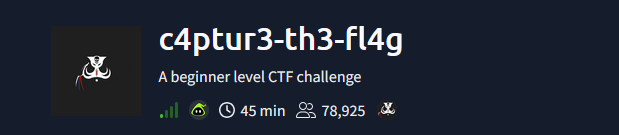 c4ptur3-th3-fl4g
A beginner level CTF challenge
45 min 78,925